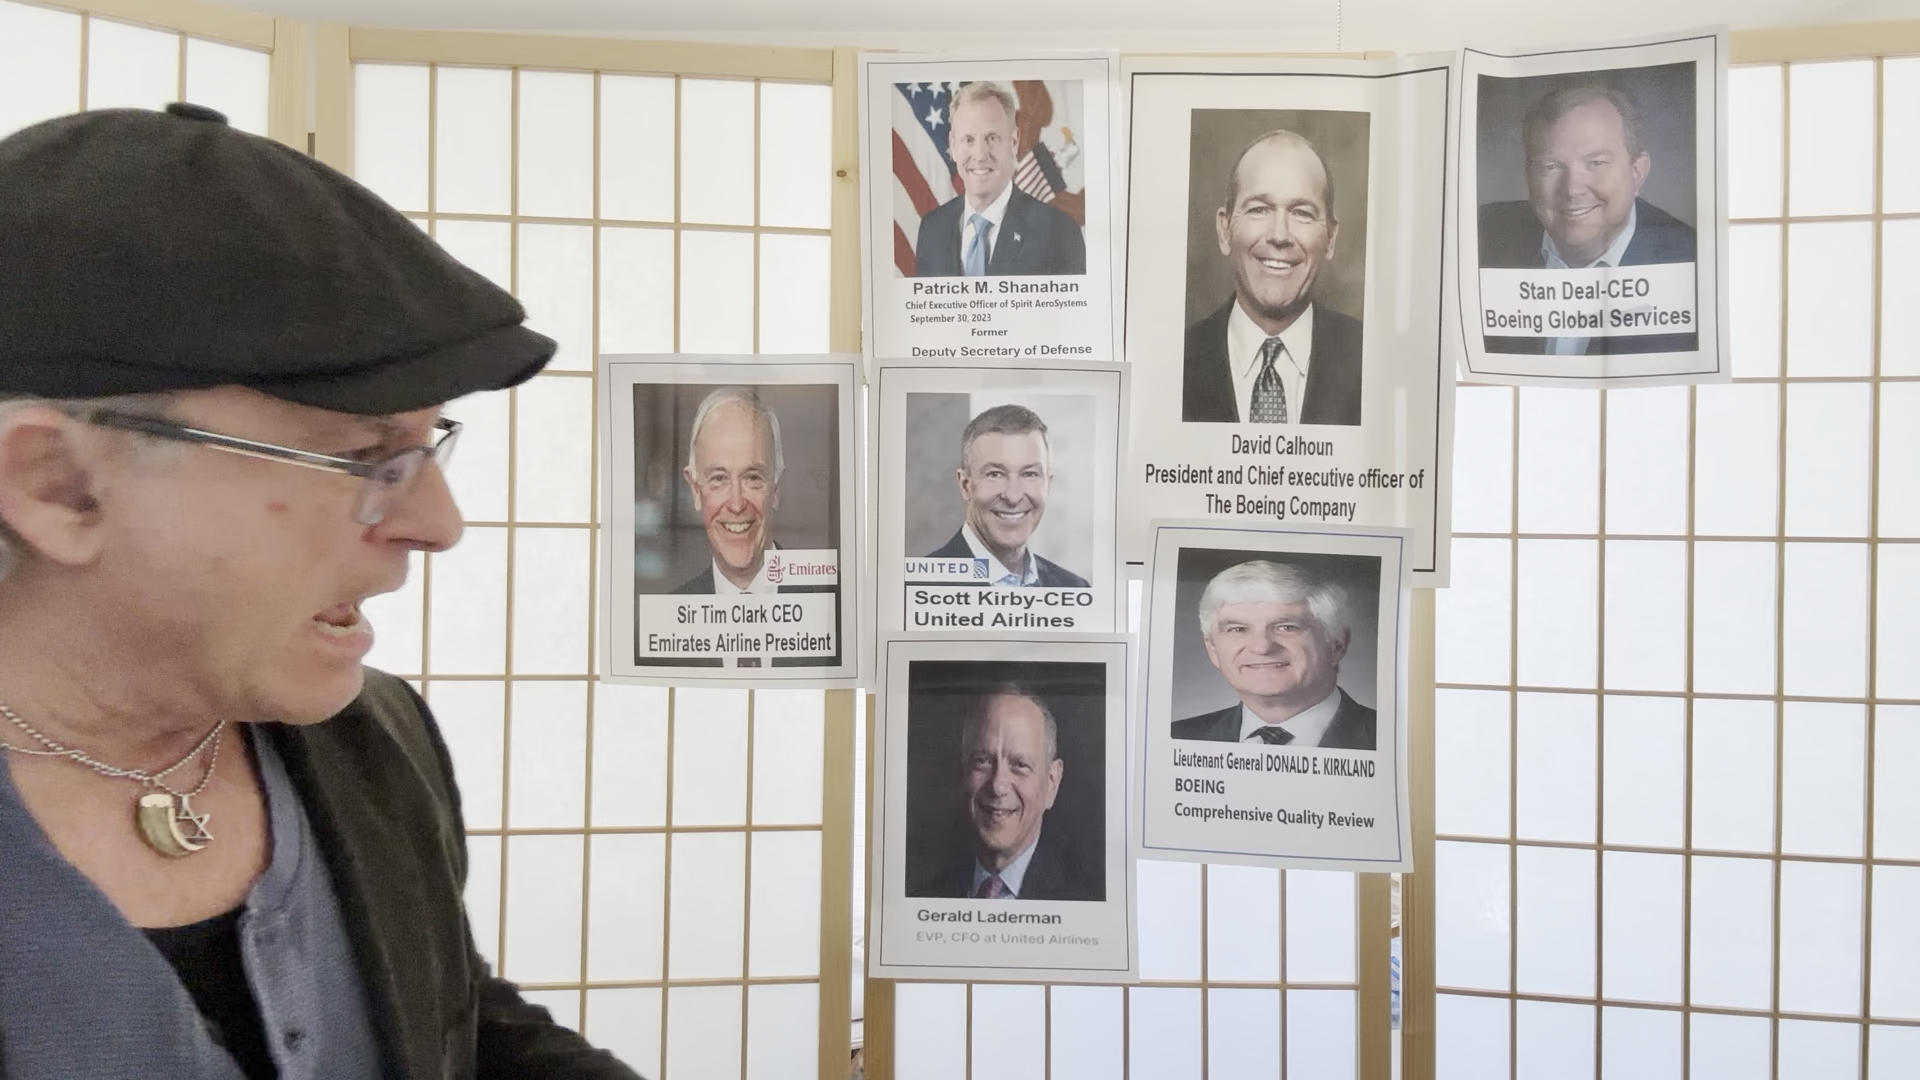 Patrick M. Shanahan
Chief Executive Officer of Spirit AeroSystems
September 30, 2023
Former
Deputy Secretary of Defense
David Calhoun
President and Chief executive officer of
The Boeing Company
Stan Deal-CEO
Boeing Global Services
Emirates
Sir Tim Clark CEO
Emirates Airline President
UNITED
Scott Kirby-CEO
United Airlines
Lieutenant General DONALD E. KIRKLAND
BOEING
Comprehensive Quality Review
Gerald Laderman
EVP, CFO at United Airlines